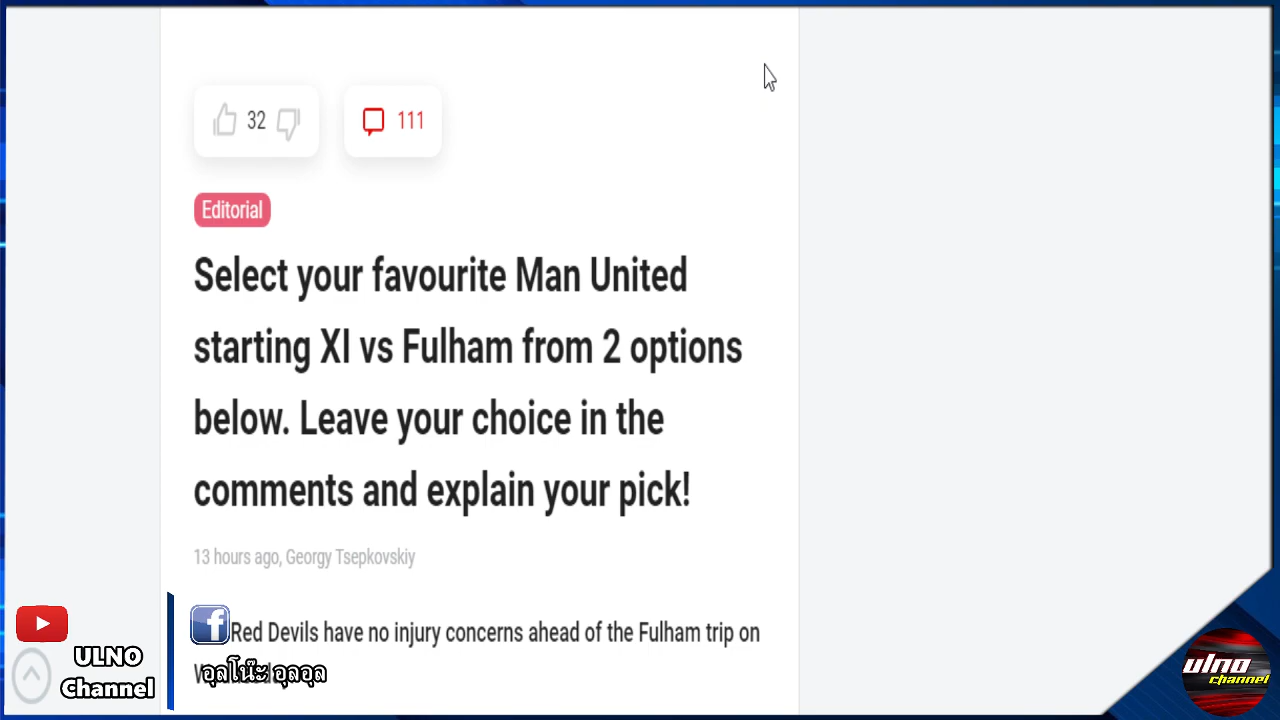 32
111
Editorial
Select your favourite Man United
starting XI vs Fulham from 2 options
below. Leave your choice in the
comments and explain your pick!
13 hours ago, Georgy Tsepkovskiy
Red Devils have no injury concerns ahead of the Fulham trip on
อุลโน๊ะ อุลอุล
ULNO
Channel
ulno
channel